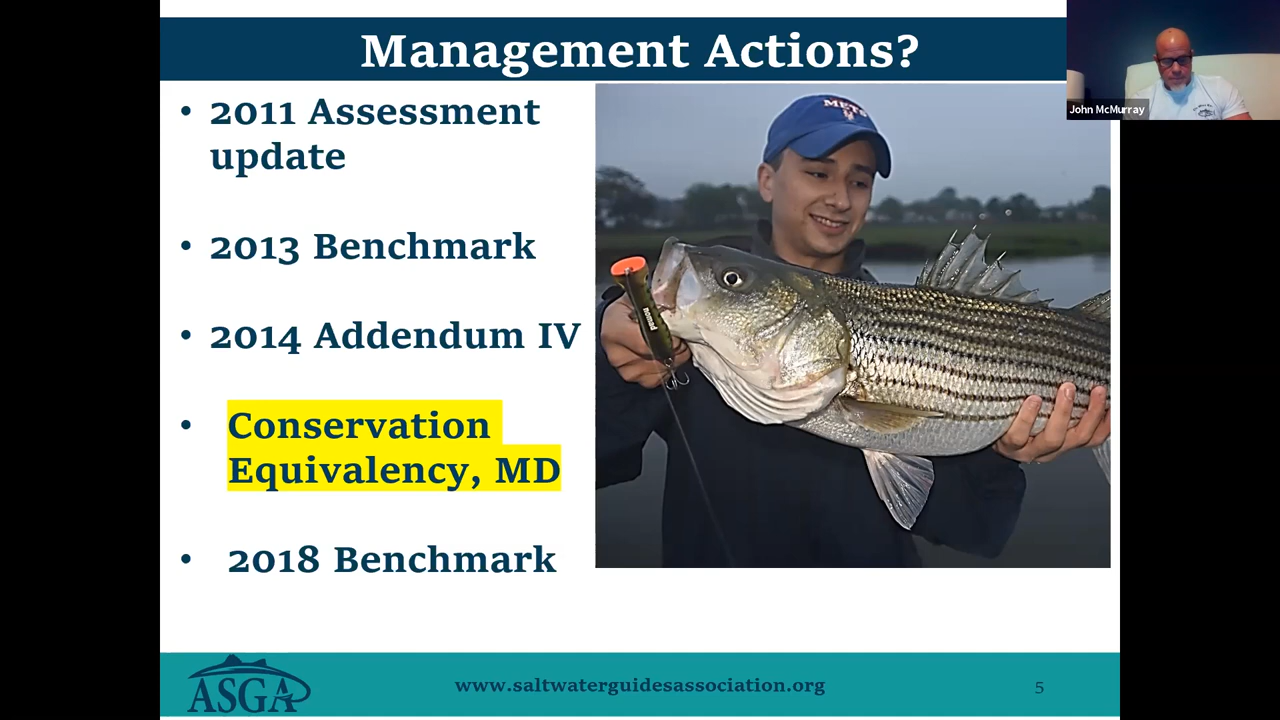 Management Actions?
John McMurray
• 2011 Assessment
update
• 2013 Benchmark
• 2014 Addendum IV
• Conservation
Equivalency, MD
• 2018 Benchmark
METS
nomad
ASGA
www.saltwaterguidesassociation.org
5